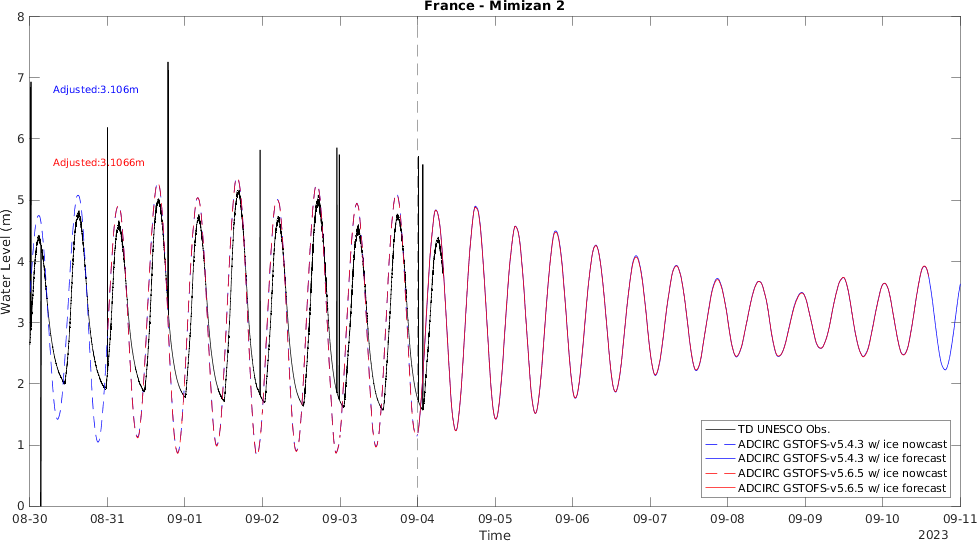 France - Mimizan 2
8
7
6
5
4
3
2
1
0
Water Level (m)
Adjusted:3.106m
Adjusted:3.1066m
TD UNESCO Obs.
ADCIRC GSTOFS-v5.4.3 w/ ice nowcast
ADCIRC GSTOFS-v5.4.3 w/ ice forecast
ADCIRC GSTOFS-v5.6.5 w/ ice nowcast
ADCIRC GSTOFS-v5.6.5 w/ ice forecast
08-30 08-31 09-01 09-02 09-03 09-04 09-05 09-06 09-07 09-08 09-09 09-10 09-11
Time
2023